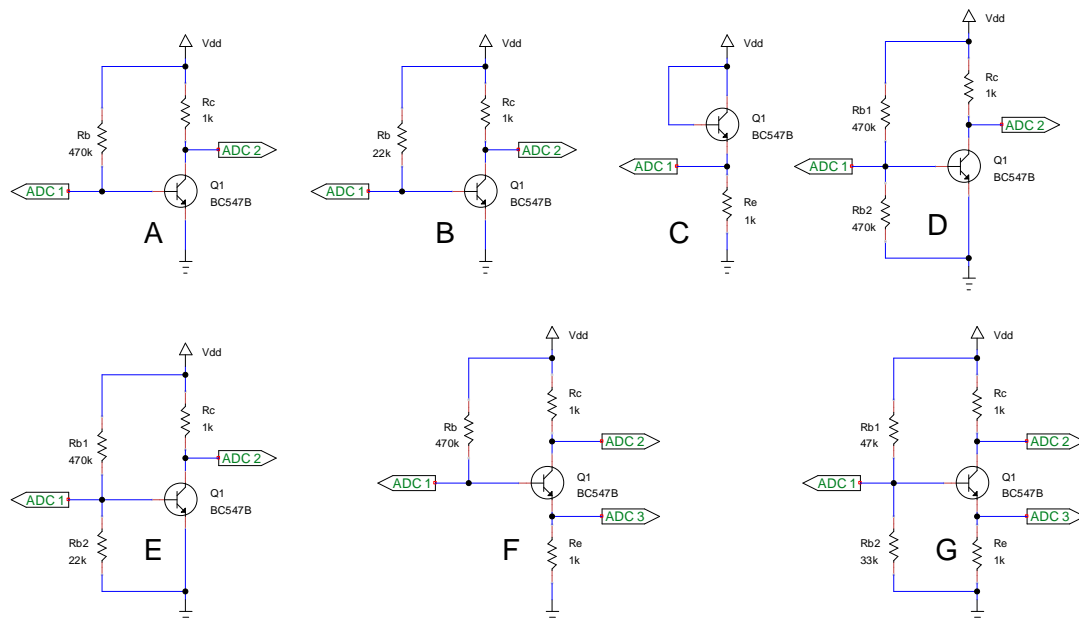 Vdd
Rc
1k
Rb
470k
ADC 2
ADC 1
Q1
BC547B
A
Vdd
Rc
1k
Rb
22k
ADC 2
ADC 1
Q1
BC547B
B
Vdd
Q1
BC547B
ADC 1
Re
1k
C
Vdd
Rc
1k
Rb1
470k
ADC 2
ADC 1
Q1
BC547B
Rb2
470k
D
Vdd
Rc
1k
Rb1
470k
ADC 2
ADC 1
Q1
BC547B
Rb2
22k
E
Vdd
Rc
1k
Rb
470k
ADC 2
ADC 1
Q1
BC547B
ADC 3
Re
1k
F
Vdd
Rc
1k
Rb1
47k
ADC 2
ADC 1
Q1
BC547B
ADC 3
Rb2
33k
Re
1k
G